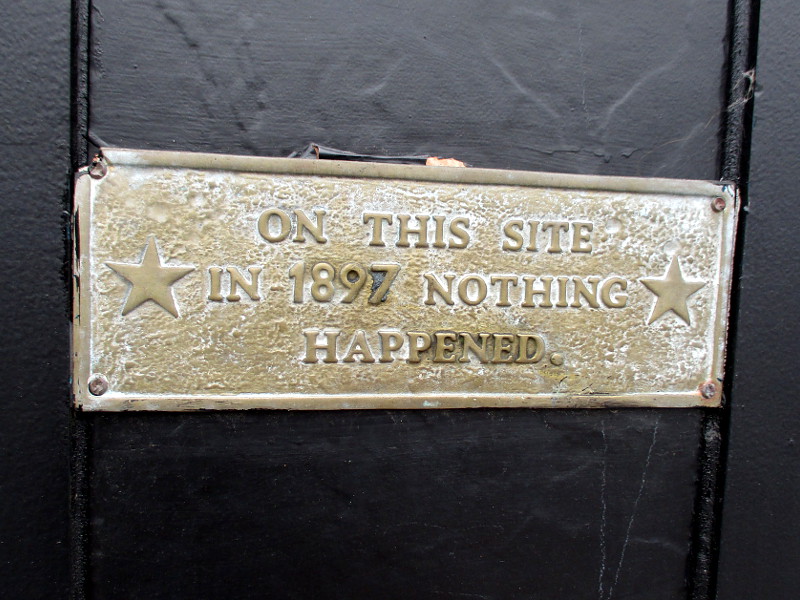 ON THIS SITE
IN 1897 NOTHING
HAPPENED.